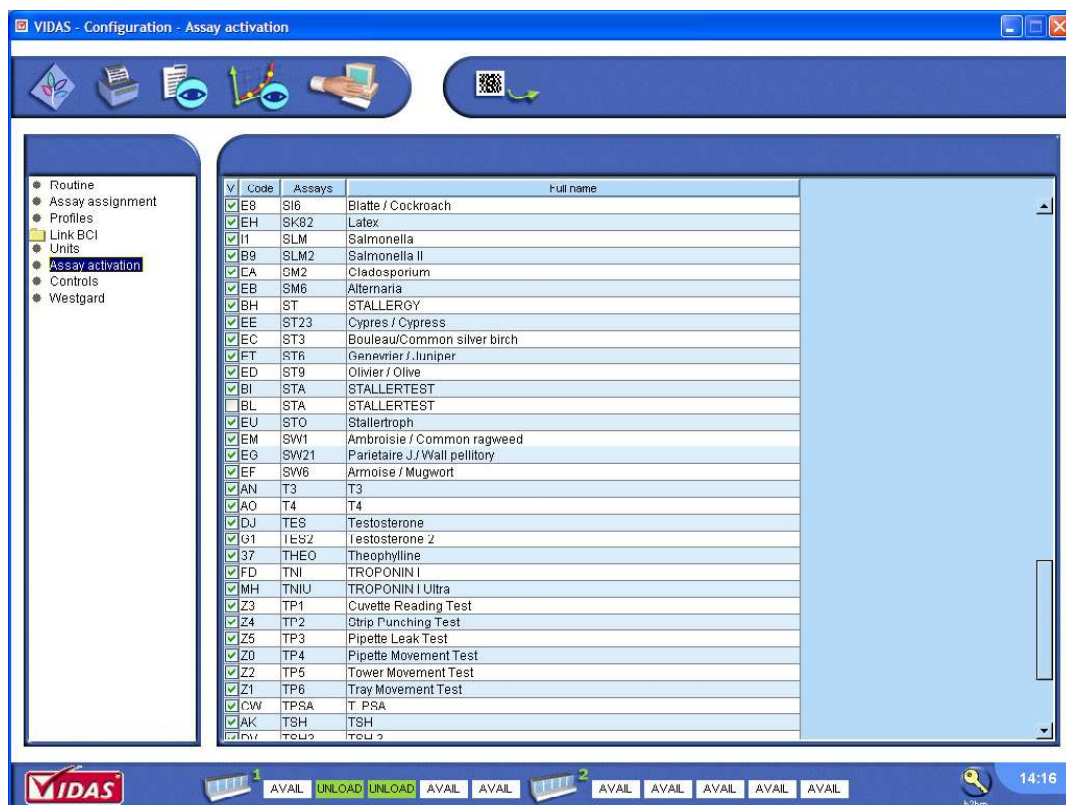 VIDAS - Configuration - Assay activation
Routine
Assay assignment
Profiles
Link BCI
Units
Assay activation
Controls
Westgard
V Code Assays Full name
E8 SI6 Blatte / Cockroach
EH SK82 Latex
I1 SLM Salmonella
B9 SLM2 Salmonella II
EA SM2 Cladosporium
EB SM6 Alternaria
BH ST STALLERGY
EE ST23 Cypres / Cypress
EC ST3 Bouleau/Common silver birch
ET ST6 Genevrier / Juniper
ED ST9 Olivier / Olive
BI STA STALLERTEST
BL STA STALLERTEST
EU STO Stallertroph
EM SW1 Ambroisie / Common ragweed
EG SW21 Parietaire J./ Wall pellitory
EF SW6 Armoise / Mugwort
AN T3 T3
AO T4 T4
DJ TES Testosterone
G1 TES2 Testosterone 2
37 THEO Theophylline
FD TNI TROPONIN I
MH TNIU TROPONIN I Ultra
Z3 TP1 Cuvette Reading Test
Z4 TP2 Strip Punching Test
Z5 TP3 Pipette Leak Test
Z0 TP4 Pipette Movement Test
Z2 TP5 Tower Movement Test
Z1 TP6 Tray Movement Test
CW TPSA T. PSA
AK TSH TSH
TSH3 TSH 3
VIDAS 1 AVAIL UNLOAD UNLOAD AVAIL AVAIL 2 AVAIL AVAIL AVAIL AVAIL AVAIL 14:16